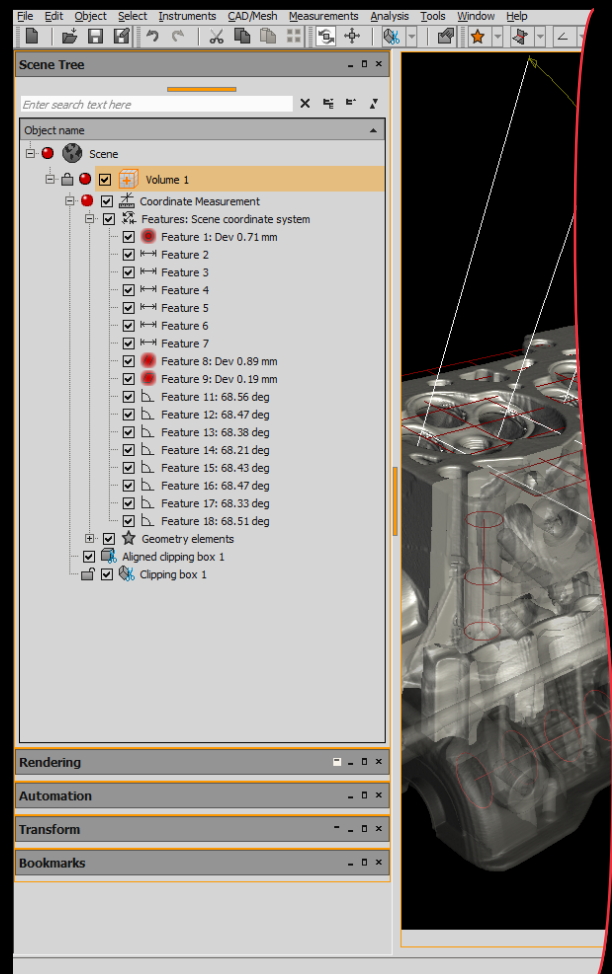 File Edit Object Select Instruments CAD/Mesh Measurements Analysis Tools Window Help
Scene Tree
Enter search text here
Object name
Scene
Volume 1
Coordinate Measurement
Features: Scene coordinate system
Feature 1: Dev 0.71 mm
Feature 2
Feature 3
Feature 4
Feature 5
Feature 6
Feature 7
Feature 8: Dev 0.89 mm
Feature 9: Dev 0.19 mm
Feature 11: 68.56 deg
Feature 12: 68.47 deg
Feature 13: 68.38 deg
Feature 14: 68.21 deg
Feature 15: 68.43 deg
Feature 16: 68.47 deg
Feature 17: 68.33 deg
Feature 18: 68.51 deg
Geometry elements
Aligned clipping box 1
Clipping box 1
Rendering
Automation
Transform
Bookmarks